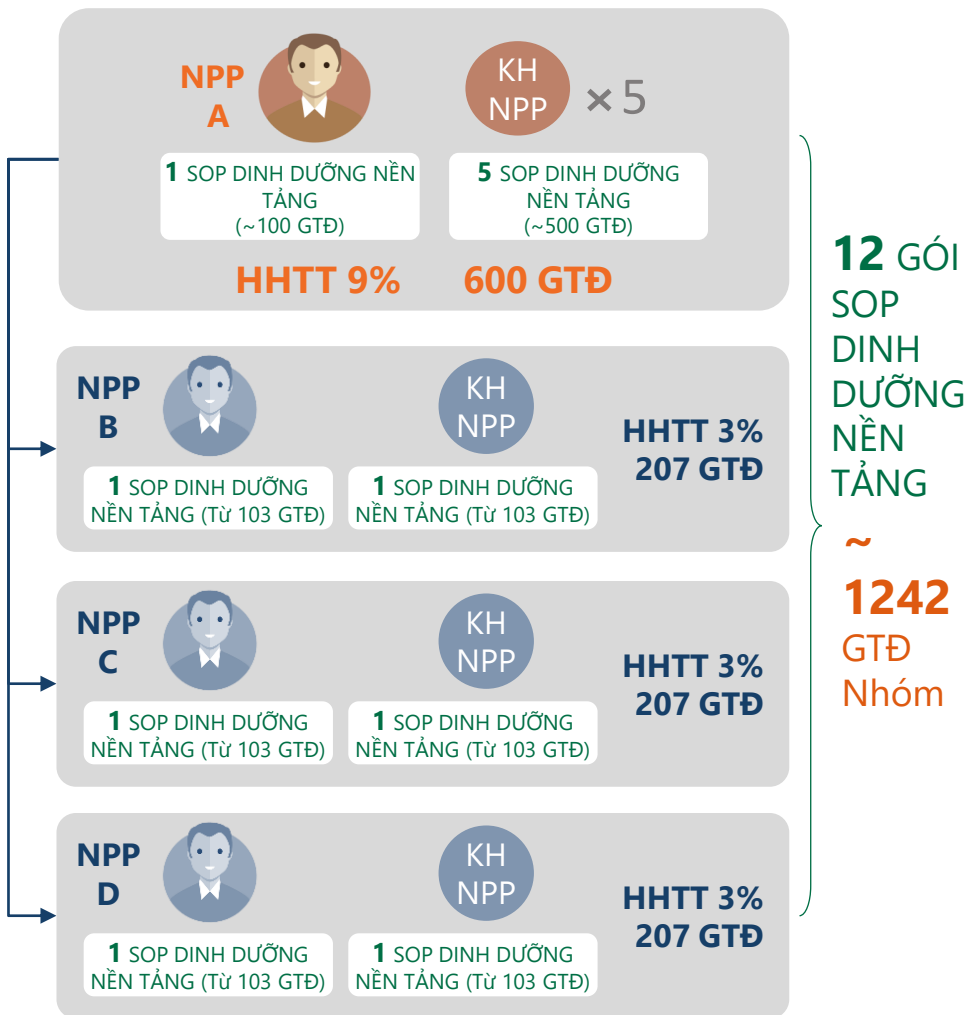 NPP
A
KH
NPP
× 5
1 SOP DINH DƯỠNG NỀN
TẢNG
(~100 GTĐ)
5 SOP DINH DƯỠNG
NỀN TẢNG
(~500 GTĐ)
HHTT 9%
600 GTĐ
NPP
B
KH
NPP
1 SOP DINH DƯỠNG
NỀN TẢNG (Từ 103 GTĐ)
1 SOP DINH DƯỠNG
NỀN TẢNG (Từ 103 GTĐ)
HHTT 3%
207 GTĐ
NPP
C
KH
NPP
1 SOP DINH DƯỠNG
NỀN TẢNG (Từ 103 GTĐ)
1 SOP DINH DƯỠNG
NỀN TẢNG (Từ 103 GTĐ)
HHTT 3%
207 GTĐ
NPP
D
KH
NPP
1 SOP DINH DƯỠNG
NỀN TẢNG (Từ 103 GTĐ)
1 SOP DINH DƯỠNG
NỀN TẢNG (Từ 103 GTĐ)
HHTT 3%
207 GTĐ
12 GÓI
SOP
DINH
DƯỠNG
NỀN
TẢNG
~
1242
GTĐ
Nhóm